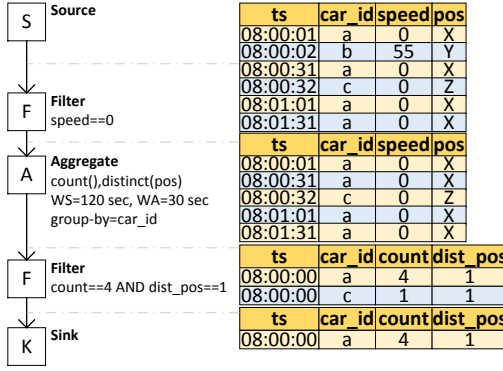 S
Source
F
Filter
speed==0
A
Aggregate
count(),distinct(pos)
WS=120 sec, WA=30 sec
group-by=car_id
F
Filter
count==4 AND dist_pos==1
K
Sink
ts car_id speed pos
08:00:01 a 0 X
08:00:02 b 55 Y
08:00:31 a 0 X
08:00:32 c 0 Z
08:01:01 a 0 X
08:01:31 a 0 X
ts car_id speed pos
08:00:01 a 0 X
08:00:31 a 0 X
08:00:32 c 0 Z
08:01:01 a 0 X
08:01:31 a 0 X
ts car_id count dist_pos
08:00:00 a 4 1
08:00:00 c 1 1
ts car_id count dist_pos
08:00:00 a 4 1